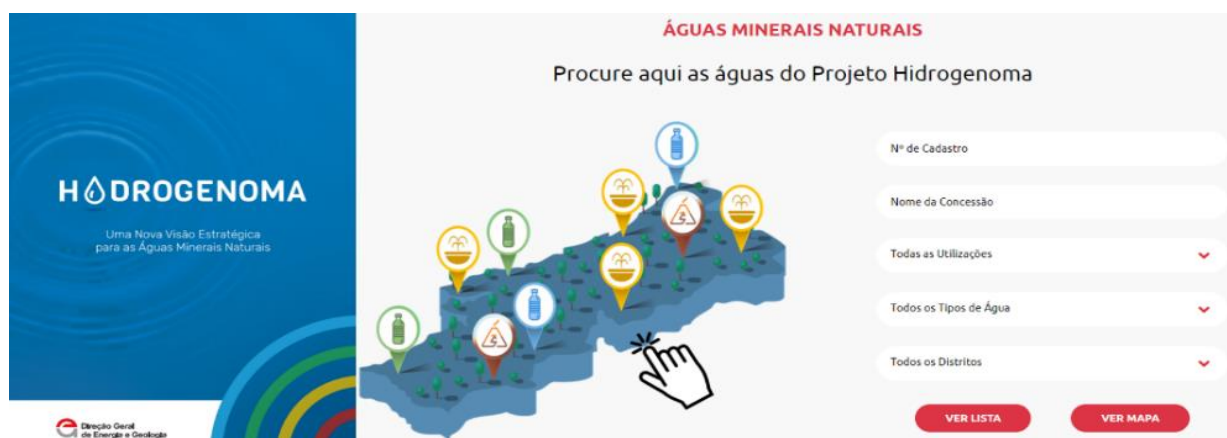 HIDROGENOMA
Uma Nova Visão Estratégica
para as Águas Minerais Naturais
Direção Geral
de Energia e Geologia
ÁGUAS MINERAIS NATURAIS
Procure aqui as águas do Projeto Hidrogenoma
Nº de Cadastro
Nome da Concessão
Todas as Utilizações
Todos os Tipos de Água
Todos os Distritos
VER LISTA
VER MAPA